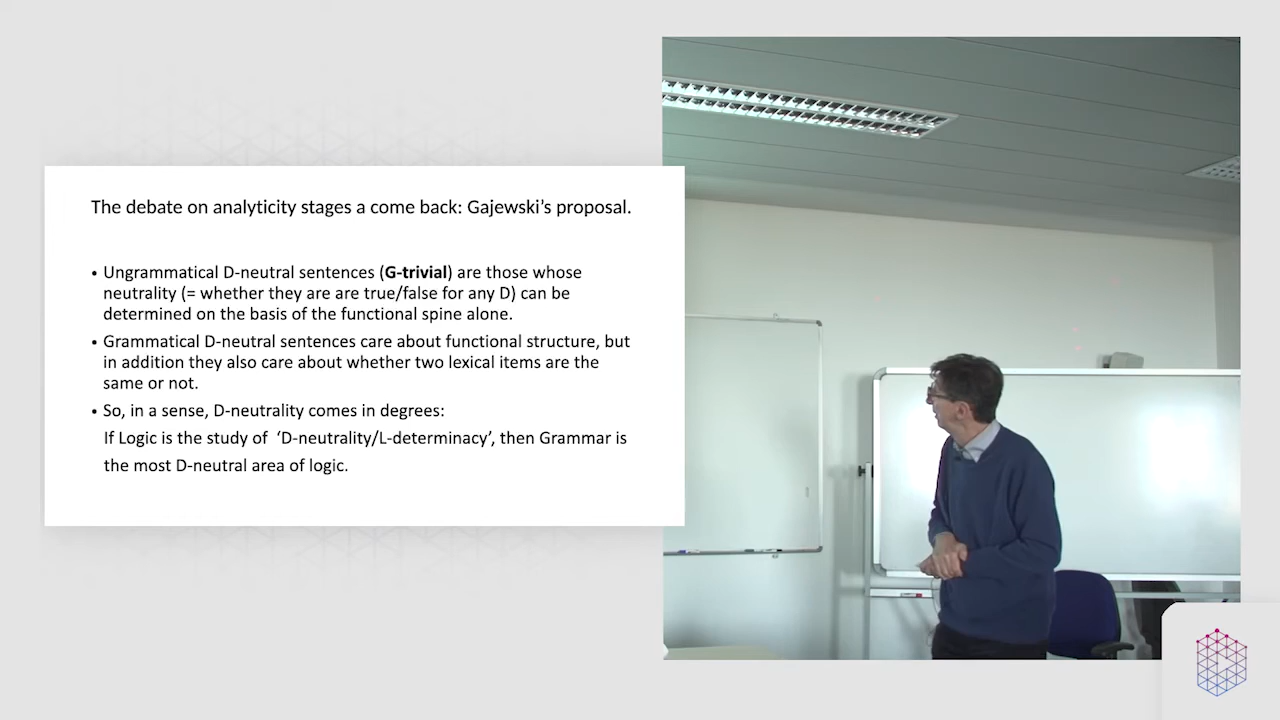 The debate on analyticity stages a come back: Gajewski's proposal.
• Ungrammatical D-neutral sentences (G-trivial) are those whose
neutrality (= whether they are are true/false for any D) can be
determined on the basis of the functional spine alone.
• Grammatical D-neutral sentences care about functional structure, but
in addition they also care about whether two lexical items are the
same or not.
• So, in a sense, D-neutrality comes in degrees:
If Logic is the study of 'D-neutrality/L-determinacy', then Grammar is
the most D-neutral area of logic.